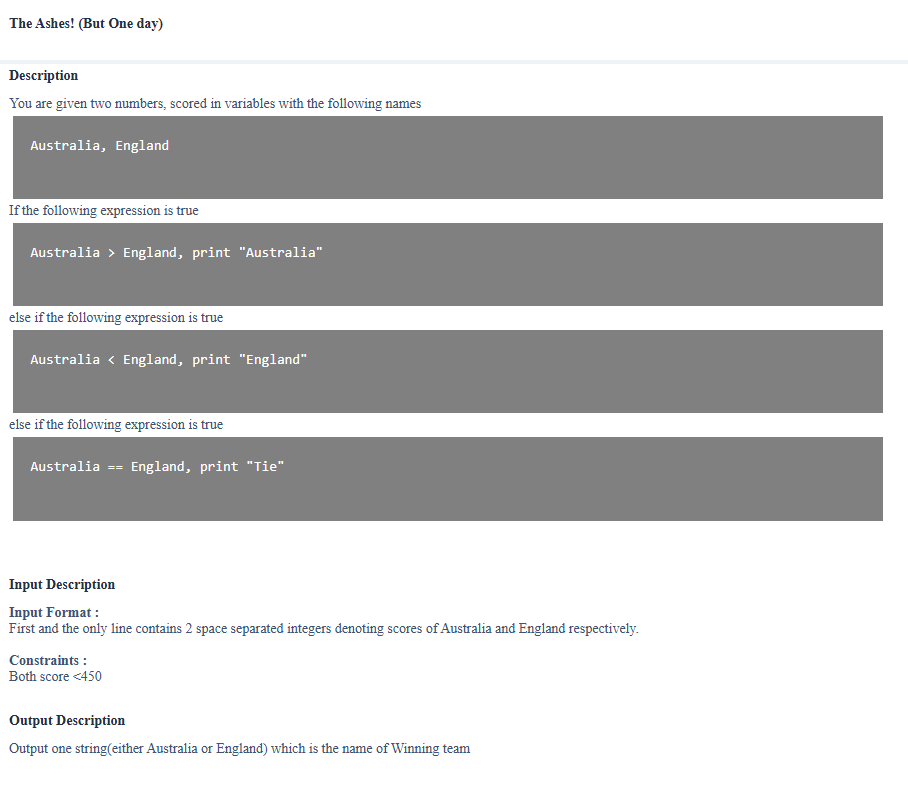 The Ashes! (But One day)
Description
You are given two numbers, scored in variables with the following names
Australia, England
If the following expression is true
Australia > England, print "Australia"
else if the following expression is true
Australia < England, print "England"
else if the following expression is true
Australia == England, print "Tie"
Input Description
Input Format :
First and the only line contains 2 space separated integers denoting scores of Australia and England respectively.
Constraints :
Both score <450
Output Description
Output one string(either Australia or England) which is the name of Winning team